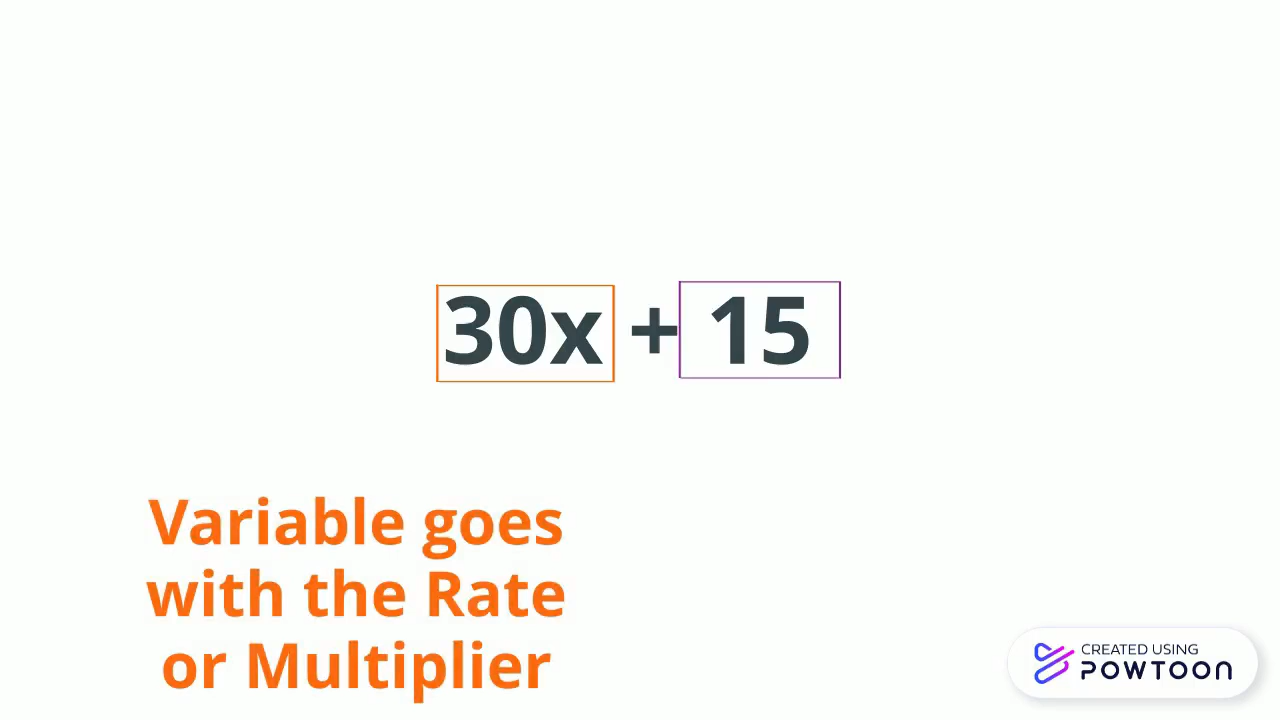 30x + 15
Variable goes
with the Rate
or Multiplier
CREATED USING
POWTOON